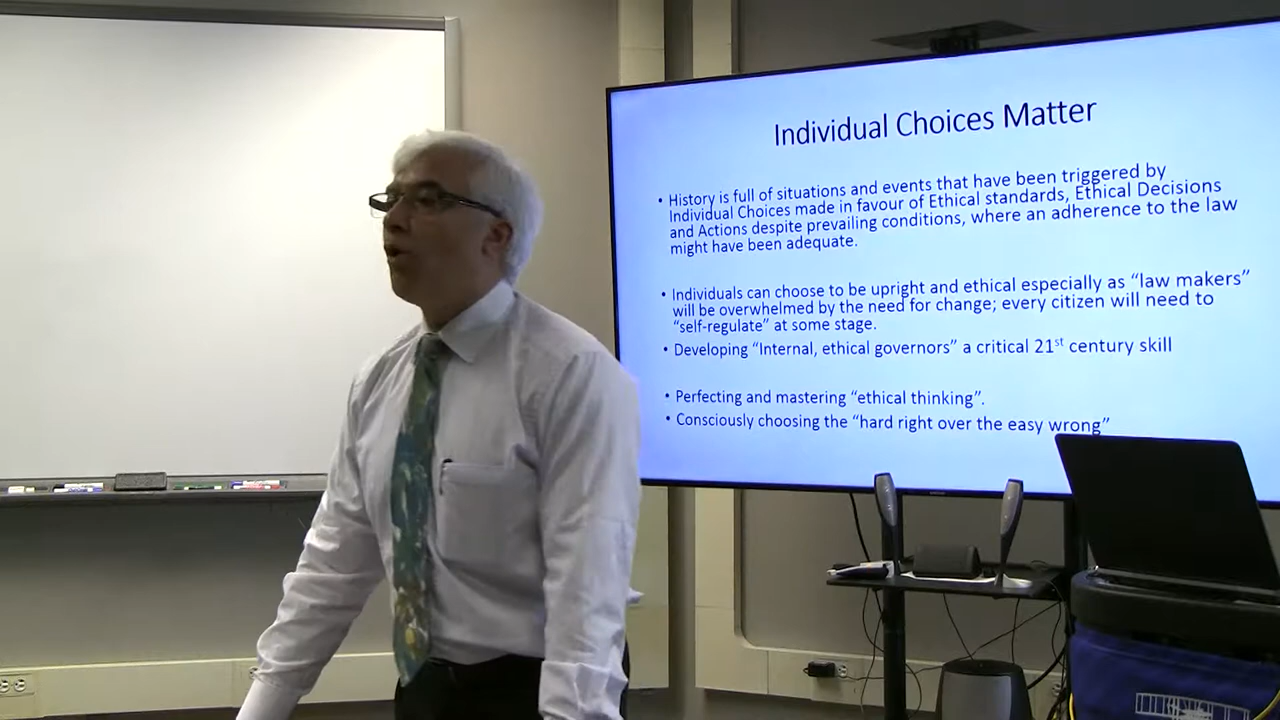 Individual Choices Matter
• History is full of situations and events that have been triggered by
Individual Choices made in favour of Ethical standards, Ethical Decisions
and Actions despite prevailing conditions, where an adherence to the law
might have been adequate.
• Individuals can choose to be upright and ethical especially as “law makers”
will be overwhelmed by the need for change; every citizen will need to
“self-regulate” at some stage.
• Developing “Internal, ethical governors” a critical 21st century skill
• Perfecting and mastering “ethical thinking”.
• Consciously choosing the “hard right over the easy wrong”